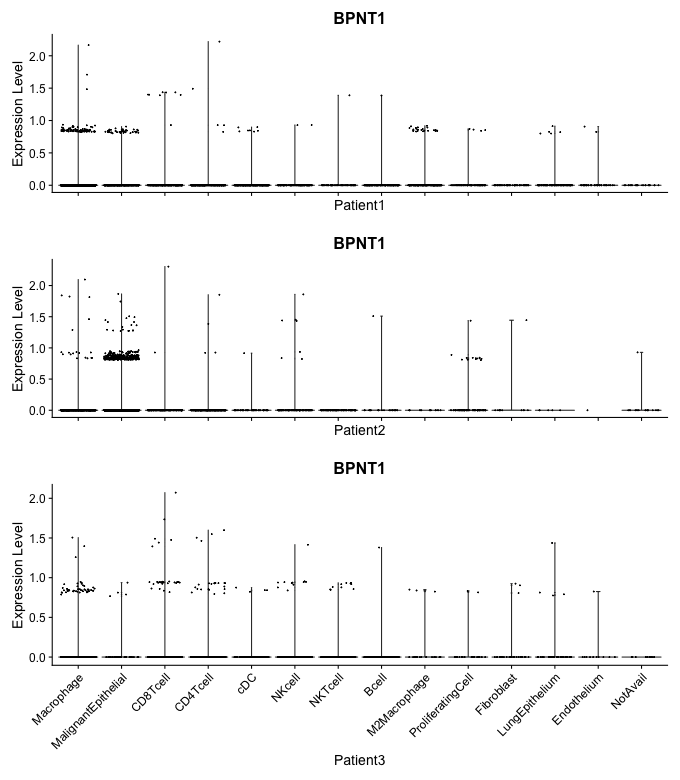 BPNT1
Expression Level
2.0
1.5
1.0
0.5
0.0
Patient1
BPNT1
Expression Level
2.0
1.5
1.0
0.5
0.0
Patient2
BPNT1
Expression Level
2.0
1.5
1.0
0.5
0.0
Macrophage
MalignantEpithelial
CD8Tcell
CD4Tcell
cDC
NKcell
NKTcell
Bcell
M2Macrophage
ProliferatingCell
Fibroblast
LungEpithelium
Endothelium
NotAvail
Patient3